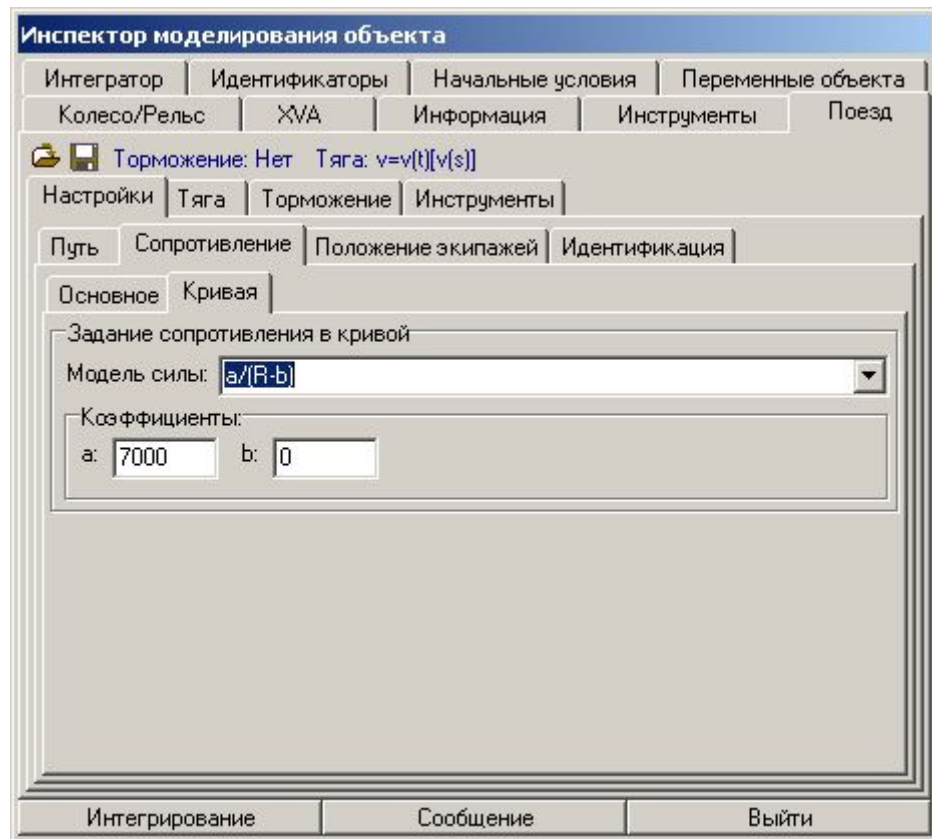 Инспектор моделирования объекта
Интегратор Идентификаторы Начальные условия Переменные объекта
Колесо/Рельс XVA Информация Инструменты Поезд
Торможение: Нет Тяга: v=v(t)[v(s)]
Настройки Тяга Торможение Инструменты
Путь Сопротивление Положение экипажей Идентификация
Основное Кривая
Задание сопротивления в кривой
Модель силы: a/(R-b)
Коэффициенты:
a: 7000 b: 0
Интегрирование Сообщение Выйти